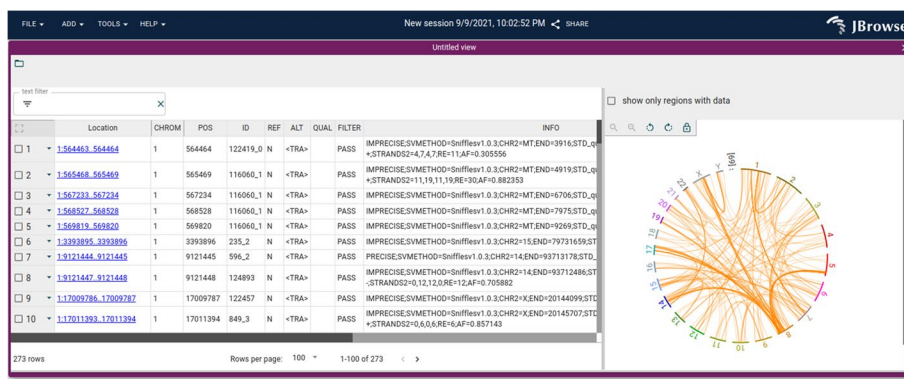 FILE ADD TOOLS HELP New session 9/9/2021, 10:02:52 PM SHARE JBrowse
Untitled view
text filter
show only regions with data
Location CHROM POS ID REF ALT QUAL FILTER INFO
1 1:564463..564464 1 564464 122419_0 N <TRA> PASS IMPRECISE;SVMETHOD=Snifflesv1.0.3;CHR2=MT;END=3916;STD_qu
+;STRANDS2=4,7,4,7;RE=11;AF=0.305556
2 1:565468..565469 1 565469 116060_1 N <TRA> PASS IMPRECISE;SVMETHOD=Snifflesv1.0.3;CHR2=MT;END=4919;STD_qu
+;STRANDS2=11,19,11,19;RE=30;AF=0.882353
3 1:567233..567234 1 567234 116060_1 N <TRA> PASS IMPRECISE;SVMETHOD=Snifflesv1.0.3;CHR2=MT;END=6706;STD_qu
4 1:568527..568528 1 568528 116060_1 N <TRA> PASS IMPRECISE;SVMETHOD=Snifflesv1.0.3;CHR2=MT;END=7975;STD_qu
5 1:569819..569820 1 569820 116060_1 N <TRA> PASS IMPRECISE;SVMETHOD=Snifflesv1.0.3;CHR2=MT;END=9269;STD_qu
6 1:3393895..3393896 1 3393896 235_2 N <TRA> PASS IMPRECISE;SVMETHOD=Snifflesv1.0.3;CHR2=15;END=79731659;ST
7 1:9121444..9121445 1 9121445 596_2 N <TRA> PASS PRECISE;SVMETHOD=Snifflesv1.0.3;CHR2=14;END=93713178;STD_
8 1:9121447..9121448 1 9121448 124893 N <TRA> PASS IMPRECISE;SVMETHOD=Snifflesv1.0.3;CHR2=14;END=93712486;ST
-;STRANDS2=0,12,12,0;RE=12;AF=0.705882
9 1:17009786..17009787 1 17009787 122457 N <TRA> PASS IMPRECISE;SVMETHOD=Snifflesv1.0.3;CHR2=X;END=20144099;STD
10 1:17011393..17011394 1 17011394 849_3 N <TRA> PASS IMPRECISE;SVMETHOD=Snifflesv1.0.3;CHR2=X;END=20145707;STD
+;STRANDS2=0,6,0,6;RE=6;AF=0.857143
273 rows Rows per page: 100 1-100 of 273
1
2
3
4
5
6
7
8
9
10
11
12
13
14
15
16
17
18
19
20
21
22
X
Y
[69]